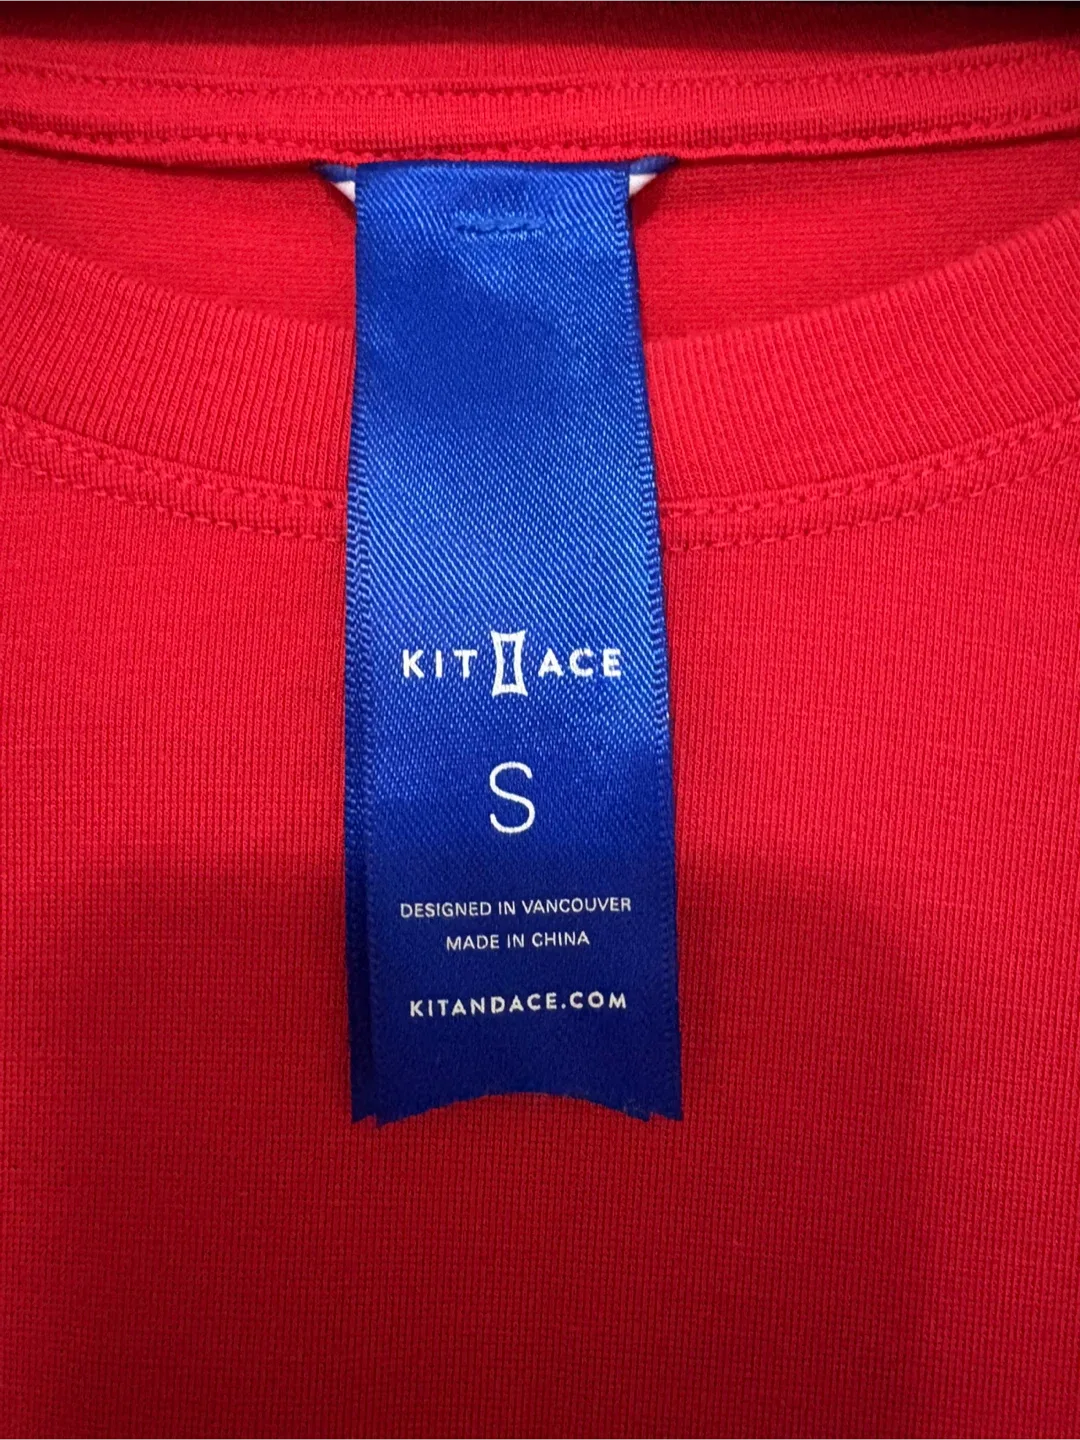 KIT ACE
S
DESIGNED IN VANCOUVER
MADE IN CHINA
KITANDACE.COM